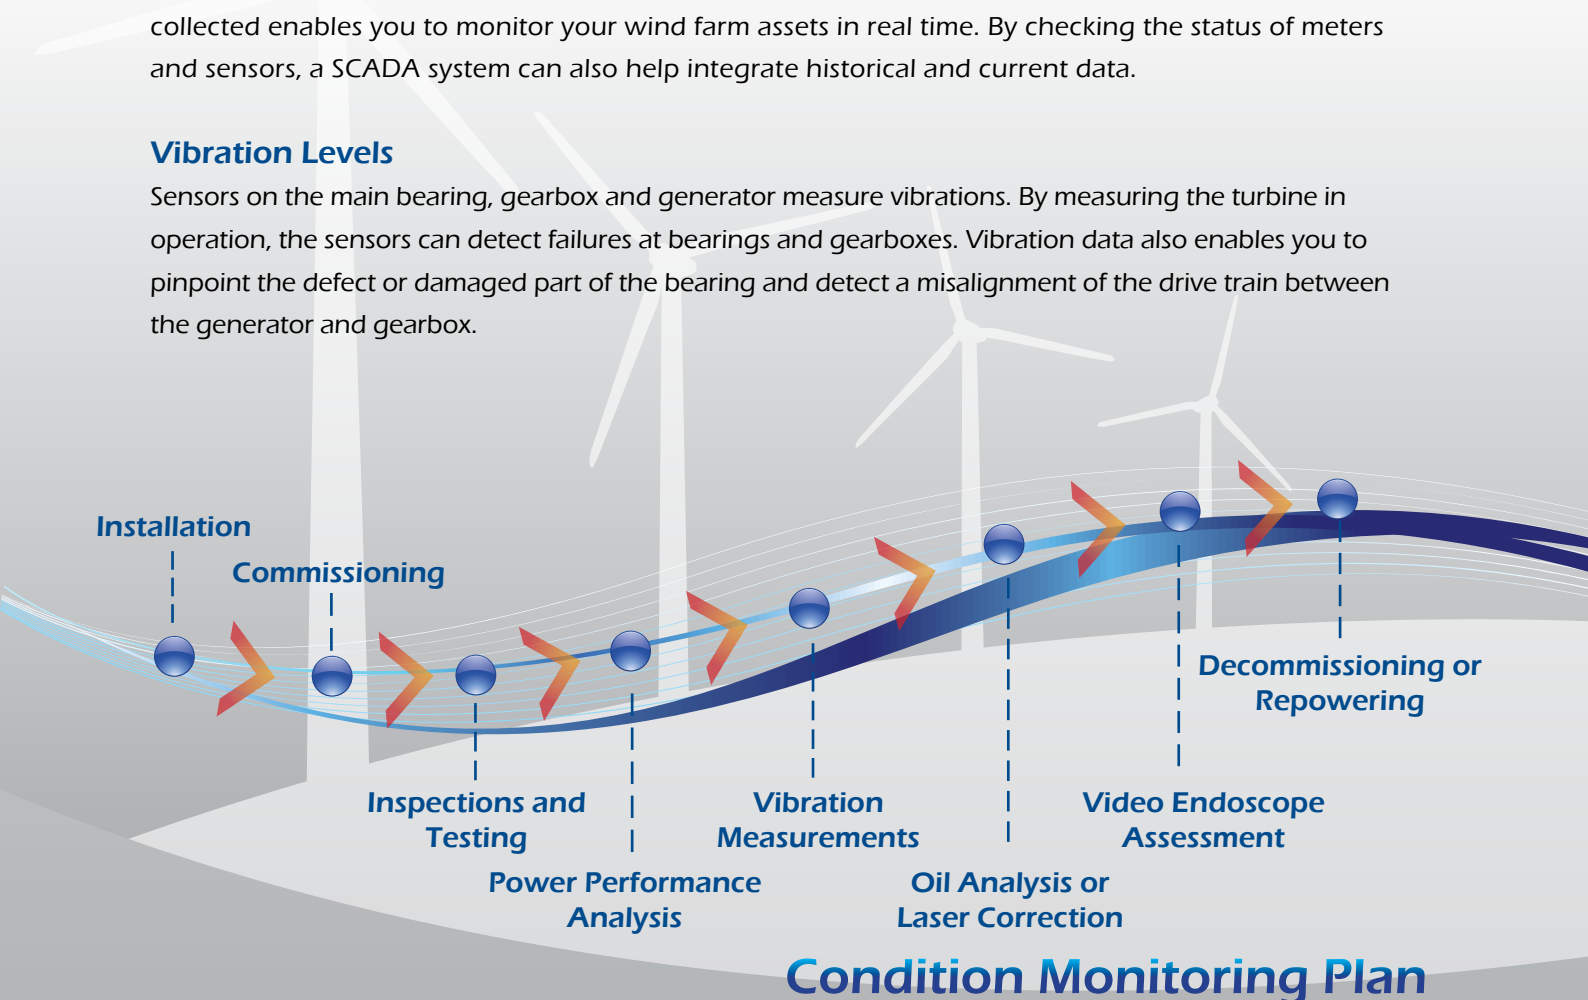 collected enables you to monitor your wind farm assets in real time. By checking the status of meters
and sensors, a SCADA system can also help integrate historical and current data.
Vibration Levels
Sensors on the main bearing, gearbox and generator measure vibrations. By measuring the turbine in
operation, the sensors can detect failures at bearings and gearboxes. Vibration data also enables you to
pinpoint the defect or damaged part of the bearing and detect a misalignment of the drive train between
the generator and gearbox.
Installation
Commissioning
Inspections and
Testing
Power Performance
Analysis
Vibration
Measurements
Oil Analysis or
Laser Correction
Video Endoscope
Assessment
Decommissioning or
Repowering
Condition Monitoring Plan